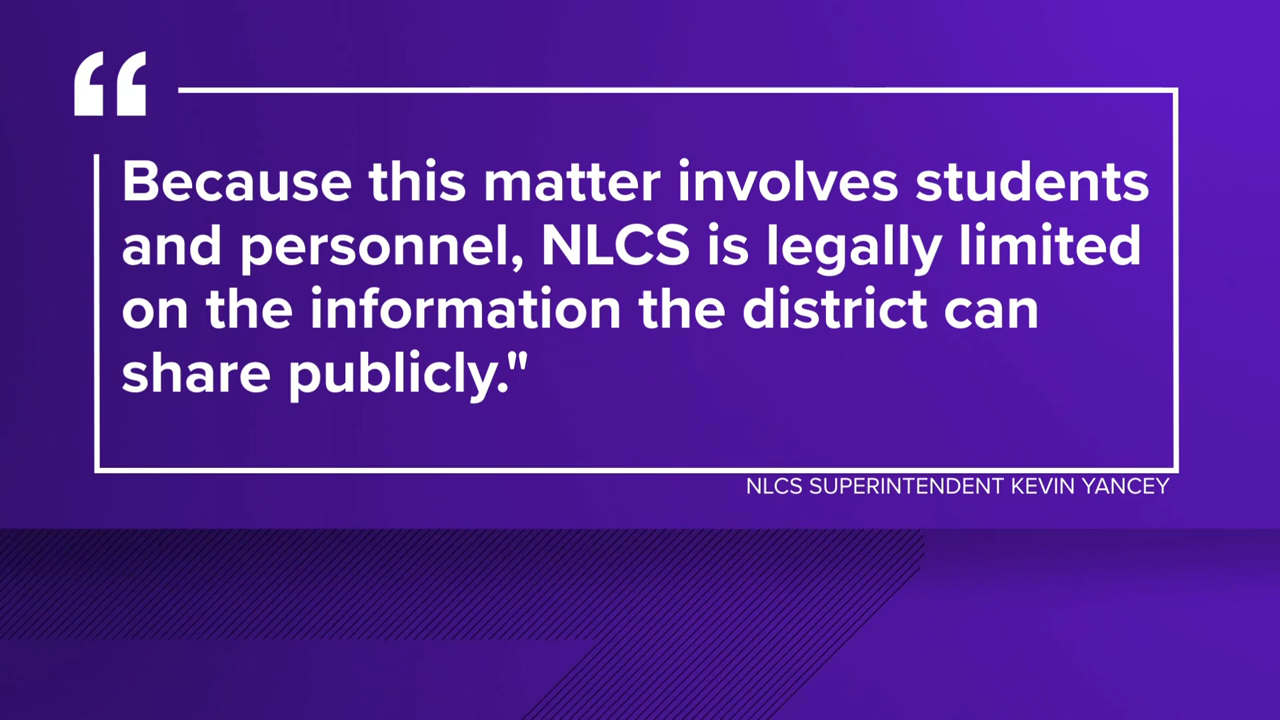 “
Because this matter involves students
and personnel, NLCS is legally limited
on the information the district can
share publicly."
NLCS SUPERINTENDENT KEVIN YANCEY